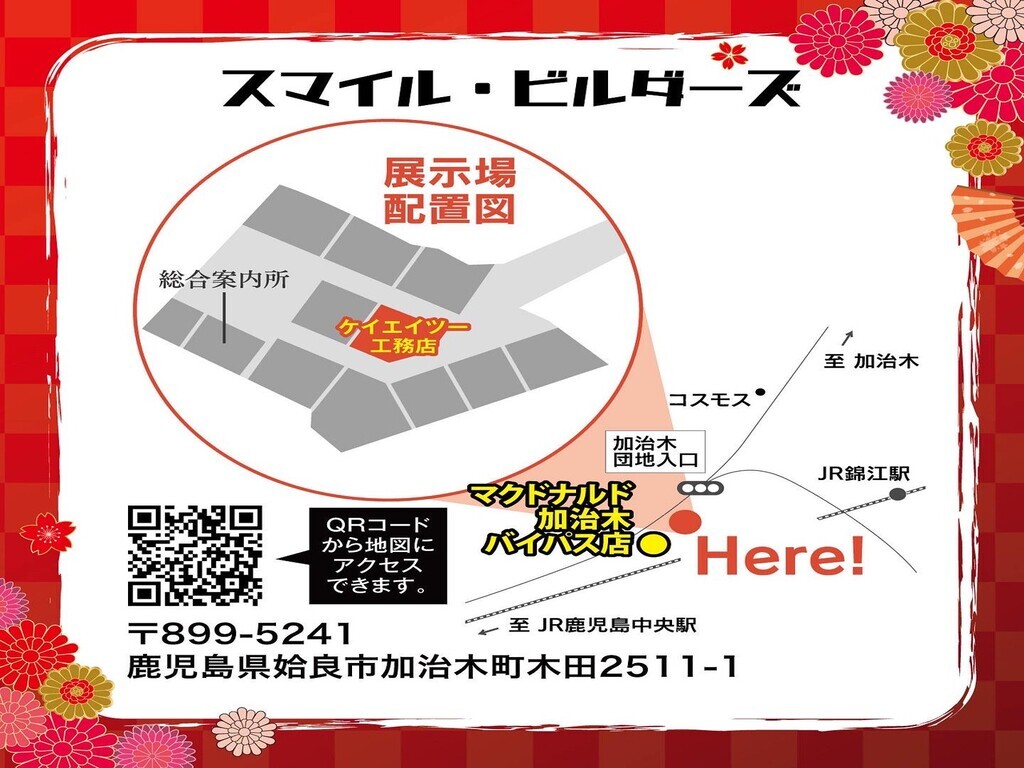 スマイル・ビルダーズ
展示場
配置図
総合案内所
ケイエイツー
工務店
至 加治木
コスモス
加治木
団地入口
JR錦江駅
マクドナルド
加治木
バイパス店
Here!
QRコード
から地図に
アクセス
できます。
至 JR鹿児島中央駅
〒899-5241
鹿児島県姶良市加治木町木田2511-1